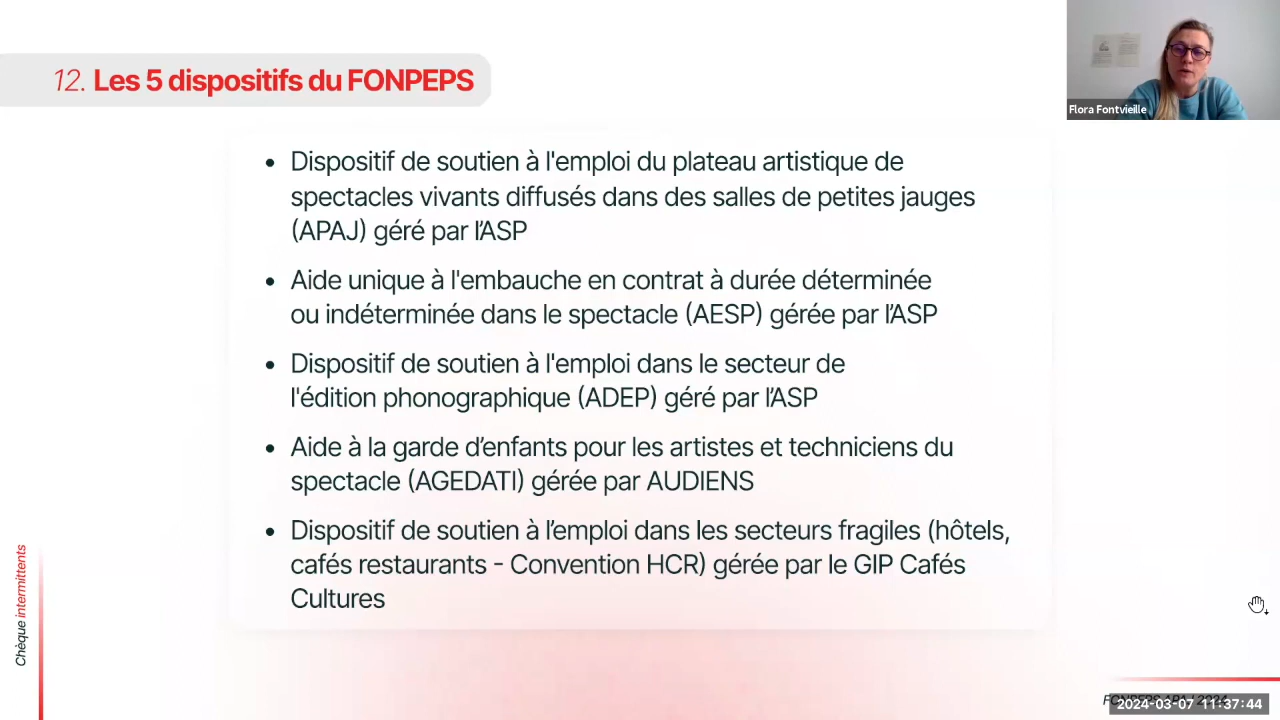 12. Les 5 dispositifs du FONPEPS
Flora Fontvieille
• Dispositif de soutien à l'emploi du plateau artistique de
spectacles vivants diffusés dans des salles de petites jauges
(APAJ) géré par l’ASP
• Aide unique à l'embauche en contrat à durée déterminée
ou indéterminée dans le spectacle (AESP) gérée par l’ASP
• Dispositif de soutien à l'emploi dans le secteur de
l'édition phonographique (ADEP) géré par l’ASP
• Aide à la garde d’enfants pour les artistes et techniciens du
spectacle (AGEDATI) gérée par AUDIENS
• Dispositif de soutien à l’emploi dans les secteurs fragiles (hôtels,
cafés restaurants - Convention HCR) gérée par le GIP Cafés
Cultures
Chèque intermittents
2024-03-07 11:37:44